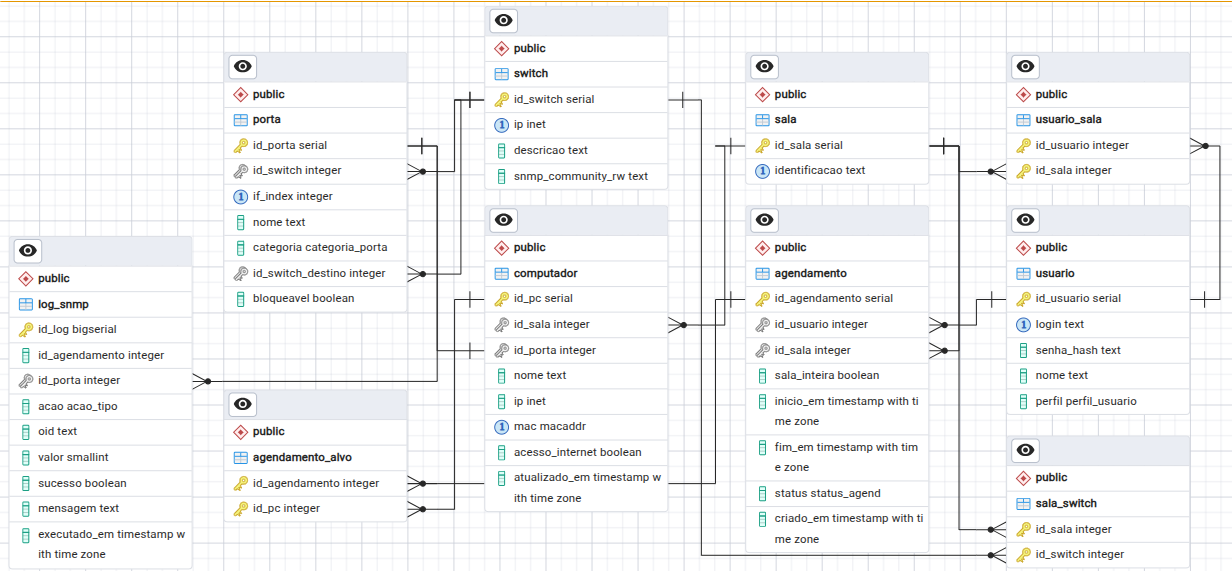 public
log_snmp
id_log bigserial
id_agendamento integer
id_porta integer
acao acao_tipo
oid text
valor smallint
sucesso boolean
mensagem text
executado_em timestamp w
ith time zone
public
porta
id_porta serial
id_switch integer
if_index integer
nome text
categoria categoria_porta
id_switch_destino integer
bloqueavel boolean
public
agendamento_alvo
id_agendamento integer
id_pc integer
public
switch
id_switch serial
ip inet
descricao text
snmp_community_rw text
public
computador
id_pc serial
id_sala integer
id_porta integer
nome text
ip inet
mac macaddr
acesso_internet boolean
atualizado_em timestamp w
ith time zone
public
sala
id_sala serial
identificacao text
public
agendamento
id_agendamento serial
id_usuario integer
id_sala integer
sala_inteira boolean
inicio_em timestamp with ti
me zone
fim_em timestamp with tim
e zone
status status_agend
criado_em timestamp with ti
me zone
public
usuario_sala
id_usuario integer
id_sala integer
public
usuario
id_usuario serial
login text
senha_hash text
nome text
perfil perfil_usuario
public
sala_switch
id_sala integer
id_switch integer